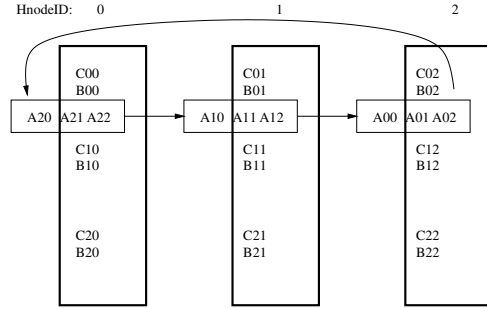 HnodeID: 0 1 2
C00 C01 C02
B00 B01 B02
A20 A21 A22 A10 A11 A12 A00 A01 A02
C10 C11 C12
B10 B11 B12
C20 C21 C22
B20 B21 B22